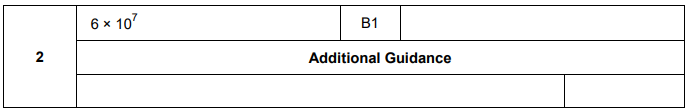 6 × 10⁷ B1
2
Additional Guidance